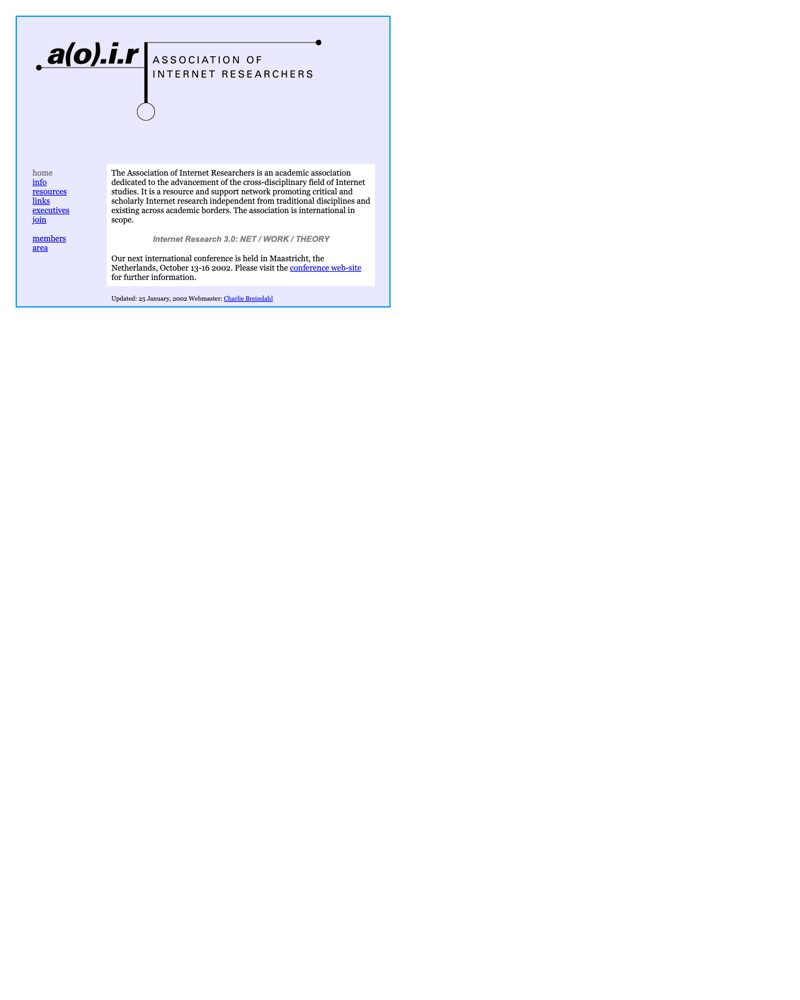 a(o).i.r
ASSOCIATION OF
INTERNET RESEARCHERS
home
info
resources
links
executives
join
members
area
The Association of Internet Researchers is an academic association
dedicated to the advancement of the cross-disciplinary field of Internet
studies. It is a resource and support network promoting critical and
scholarly Internet research independent from traditional disciplines and
existing across academic borders. The association is international in
scope.
Internet Research 3.0: NET / WORK / THEORY
Our next international conference is held in Maastricht, the
Netherlands, October 13-16 2002. Please visit the conference web-site
for further information.
Updated: 25 January, 2002 Webmaster: Charlie Breindahl